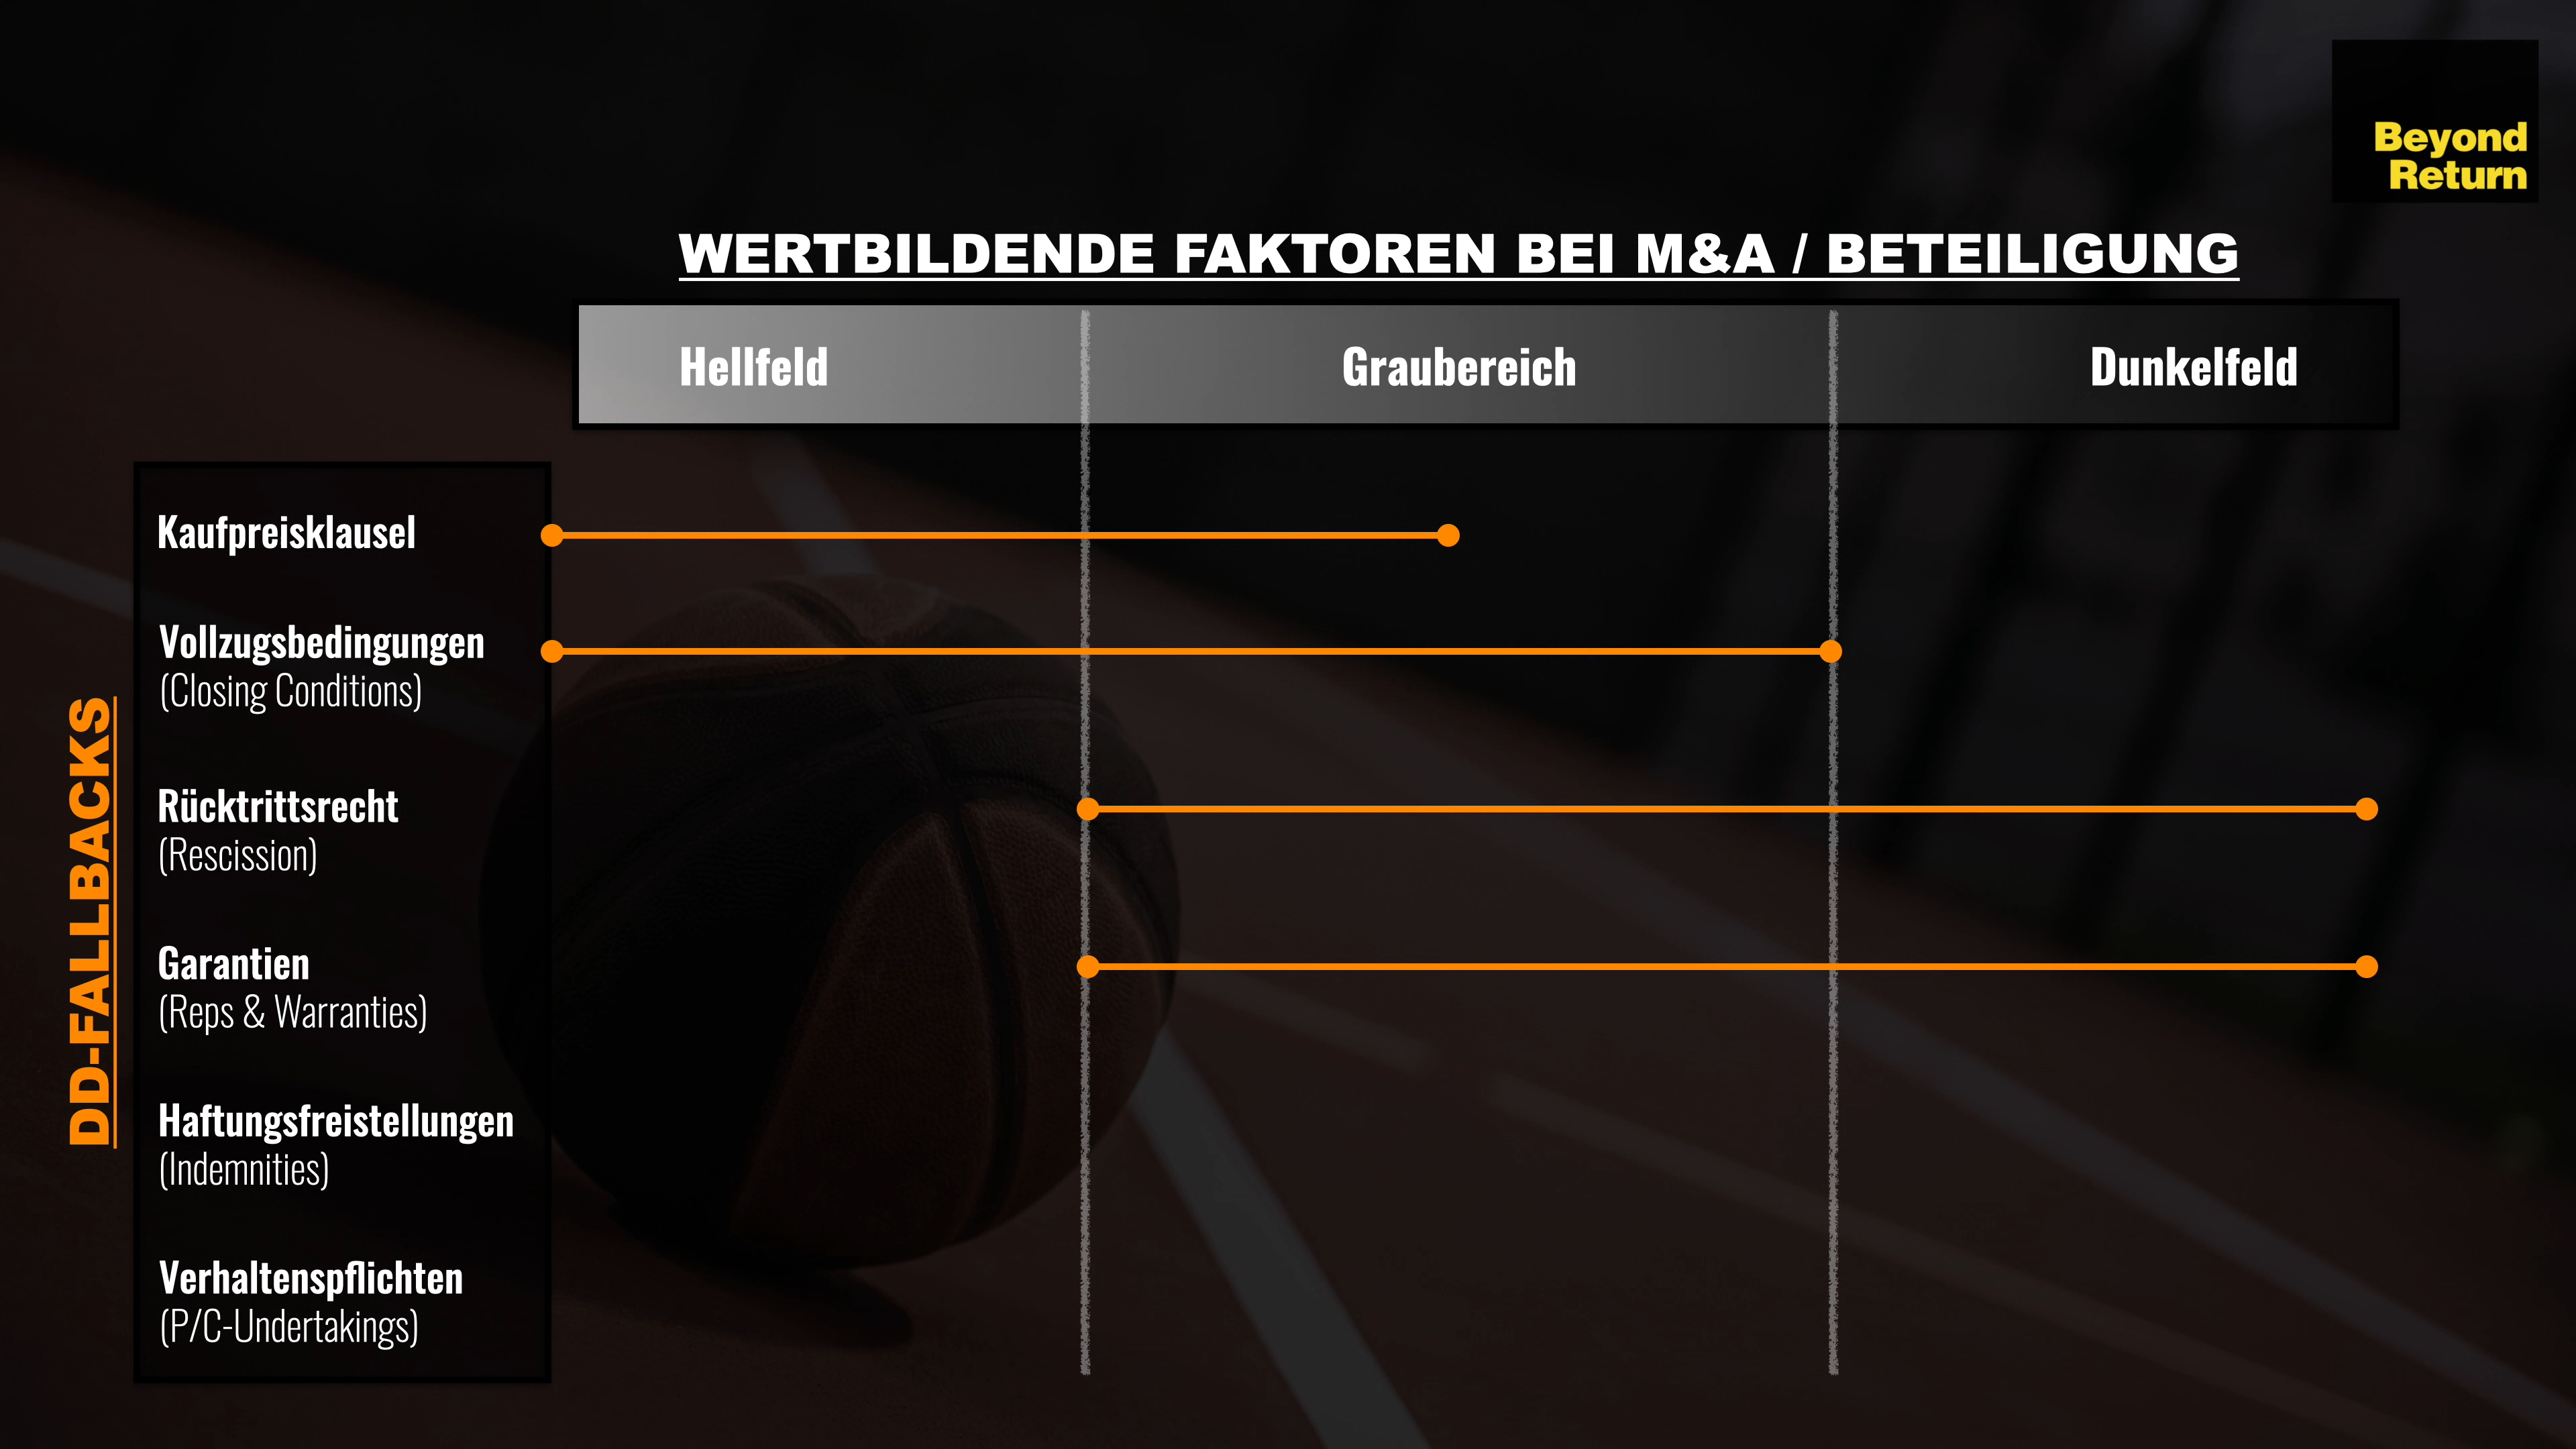 Beyond
Return
WERTBILDENDE FAKTOREN BEI M&A / BETEILIGUNG
Hellfeld
Graubereich
Dunkelfeld
DD-FALLBACKS
Kaufpreisklausel
Vollzugsbedingungen
(Closing Conditions)
Rücktrittsrecht
(Rescission)
Garantien
(Reps & Warranties)
Haftungsfreistellungen
(Indemnities)
Verhaltenspflichten
(P/C-Undertakings)